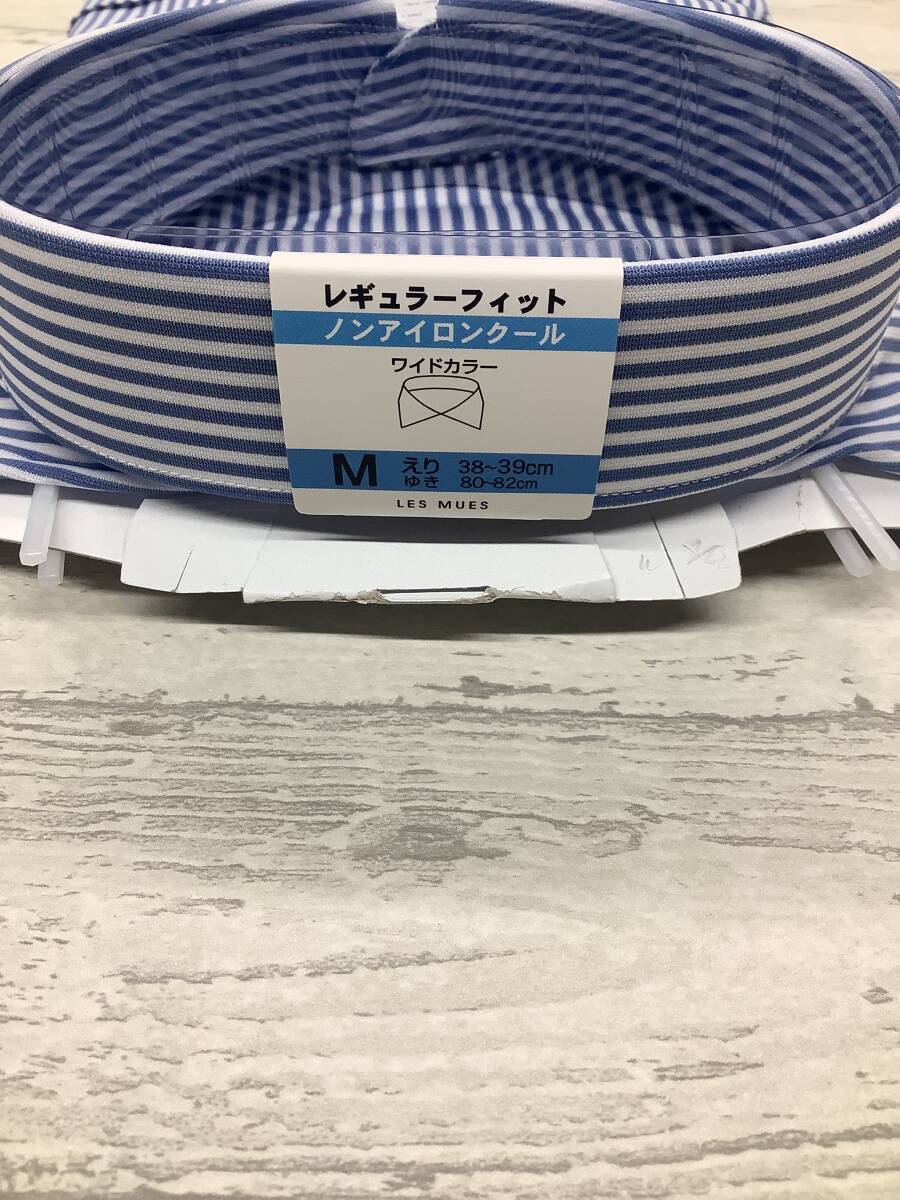 レギュラーフィット
ノンアイロンクール
ワイドカラー
M えり 38~39cm
ゆき 80~82cm
LES MUES